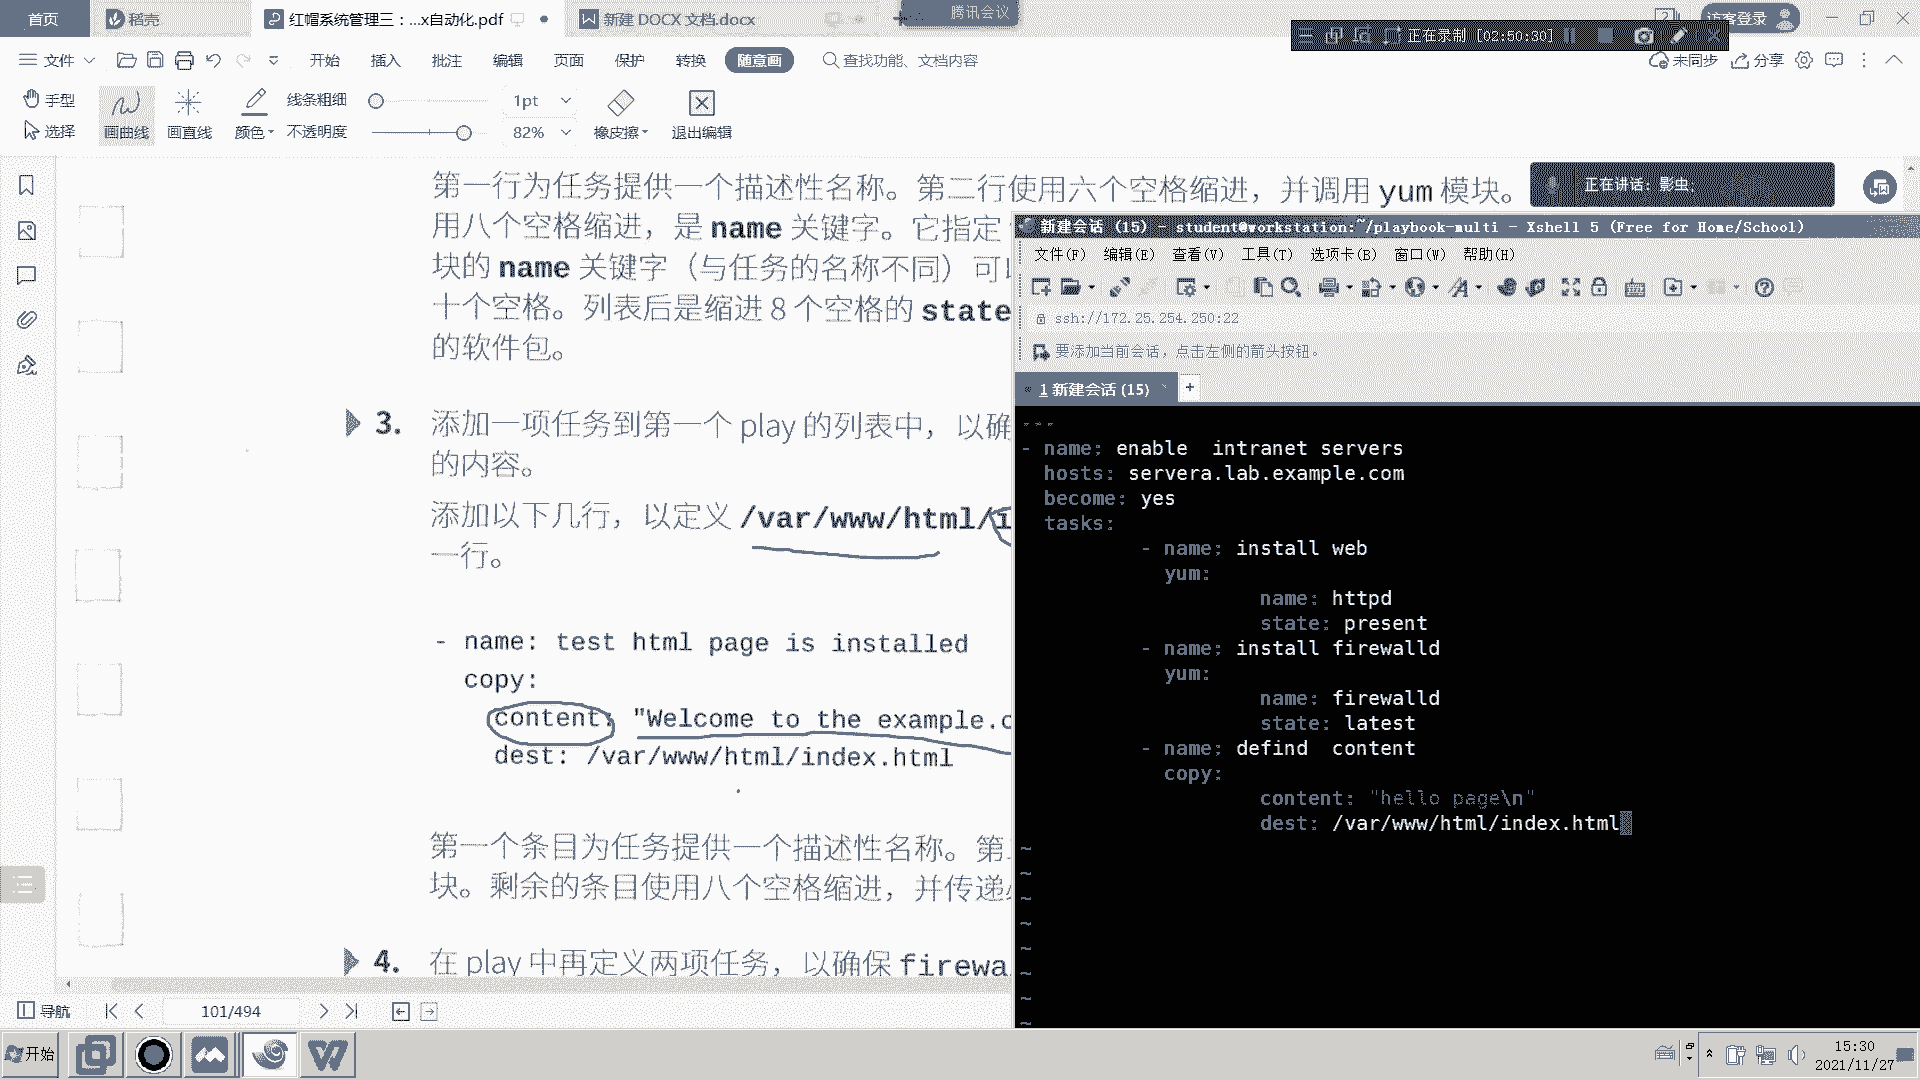 首页
稻壳
红帽系统管理三：...x自动化.pdf
新建 DOCX 文档.docx
腾讯会议
访客登录
正在录制 [02:50:30]
文件
开始
插入
批注
编辑
页面
保护
转换
随意画
查找功能、文档内容
未同步
分享
手型
选择
画曲线
画直线
颜色
线条粗细
1pt
不透明度
82%
橡皮擦
退出编辑
正在讲话：影虫;
第一行为任务提供一个描述性名称。第二行使用六个空格缩进，并调用 yum 模块。
用八个空格缩进，是 name 关键字。它指定
块的 name 关键字（与任务的名称不同）可
十个空格。列表后是缩进 8 个空格的 state
的软件包。
3. 添加一项任务到第一个 play 的列表中，以确
的内容。
添加以下几行，以定义 /var/www/html/i
一行。
- name: test html page is installed
copy:
content: "Welcome to the example.c
dest: /var/www/html/index.html
第一个条目为任务提供一个描述性名称。第
块。剩余的条目使用八个空格缩进，并传递
4. 在 play 中再定义两项任务，以确保 firewa
新建会话 (15) - student@workstation:~/playbook-multi - Xshell 5 (Free for Home/School)
文件(F) 编辑(E) 查看(V) 工具(T) 选项卡(B) 窗口(W) 帮助(H)
ssh://172.25.254.250:22
要添加当前会话，点击左侧的箭头按钮。
1 新建会话 (15)
+
---
- name: enable  intranet servers
hosts: servera.lab.example.com
become: yes
tasks:
- name: install web
yum:
name: httpd
state: present
- name: install firewalld
yum:
name: firewalld
state: latest
- name: defind  content
copy:
content: "hello page\n"
dest: /var/www/html/index.html
~
~
~
~
~
~
~
~
导航
101/494
开始
15:30
2021/11/27